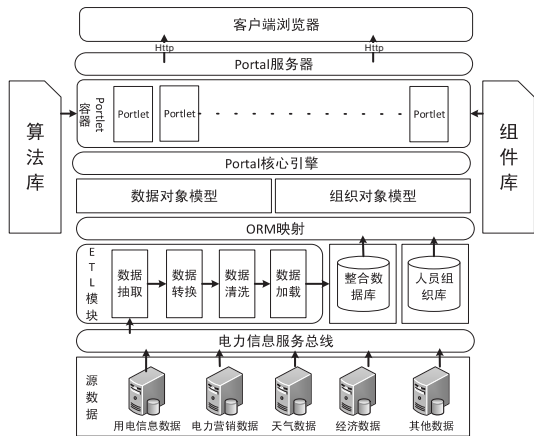 客户端浏览器
Http
Http
Portal服务器
算法库
Portlet容器
Portlet
Portlet
Portlet
组件库
Portal核心引擎
数据对象模型
组织对象模型
ORM映射
ETL模块
数据抽取
数据转换
数据清洗
数据加载
整合数据库
人员组织库
电力信息服务总线
源数据
用电信息数据
电力营销数据
天气数据
经济数据
其他数据